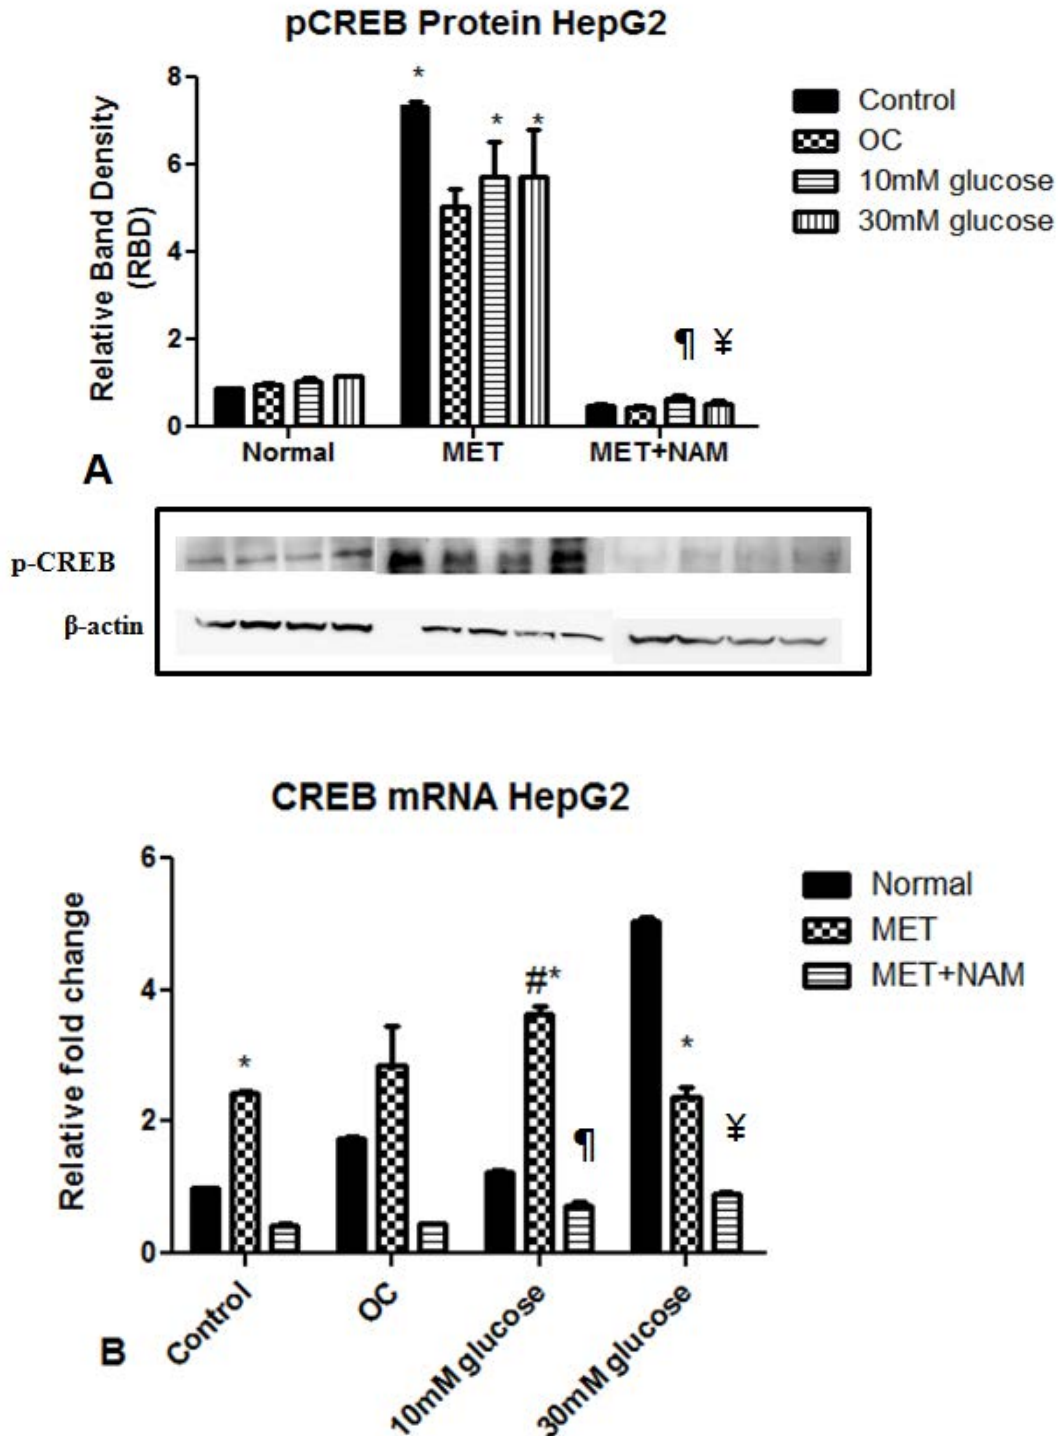 pCREB Protein HepG2
Relative Band Density
(RBD)
8
6
4
2
0
*
*
*
¶
¥
Control
OC
10mM glucose
30mM glucose
Normal
MET
MET+NAM
A
p-CREB
β-actin
CREB mRNA HepG2
Relative fold change
6
4
2
0
*
#*
¶
*
¥
Normal
MET
MET+NAM
Control
OC
10mM glucose
30mM glucose
B